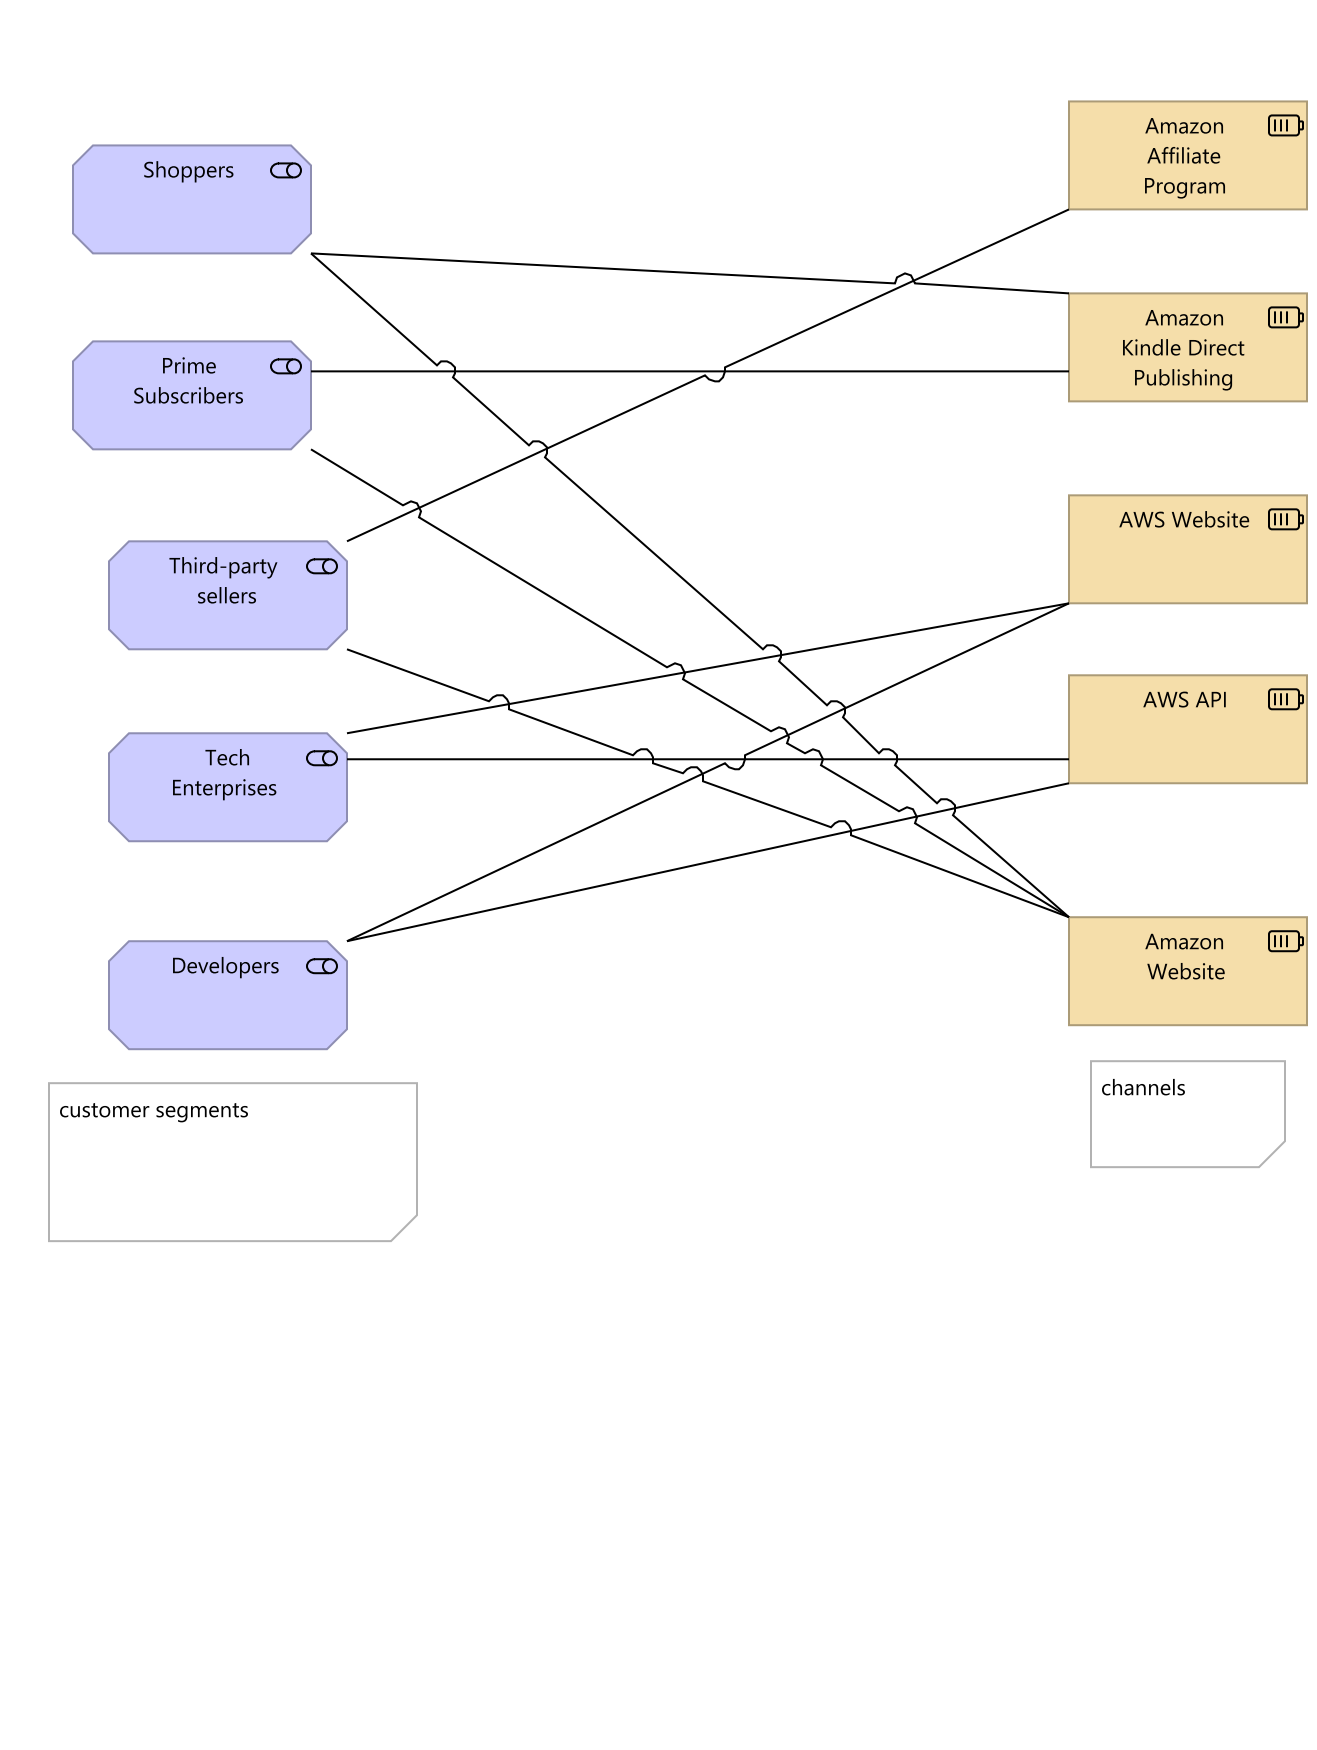 Shoppers
Prime
Subscribers
Third-party
sellers
Tech
Enterprises
Developers
customer segments
Amazon
Affiliate
Program
Amazon
Kindle Direct
Publishing
AWS Website
AWS API
Amazon
Website
channels